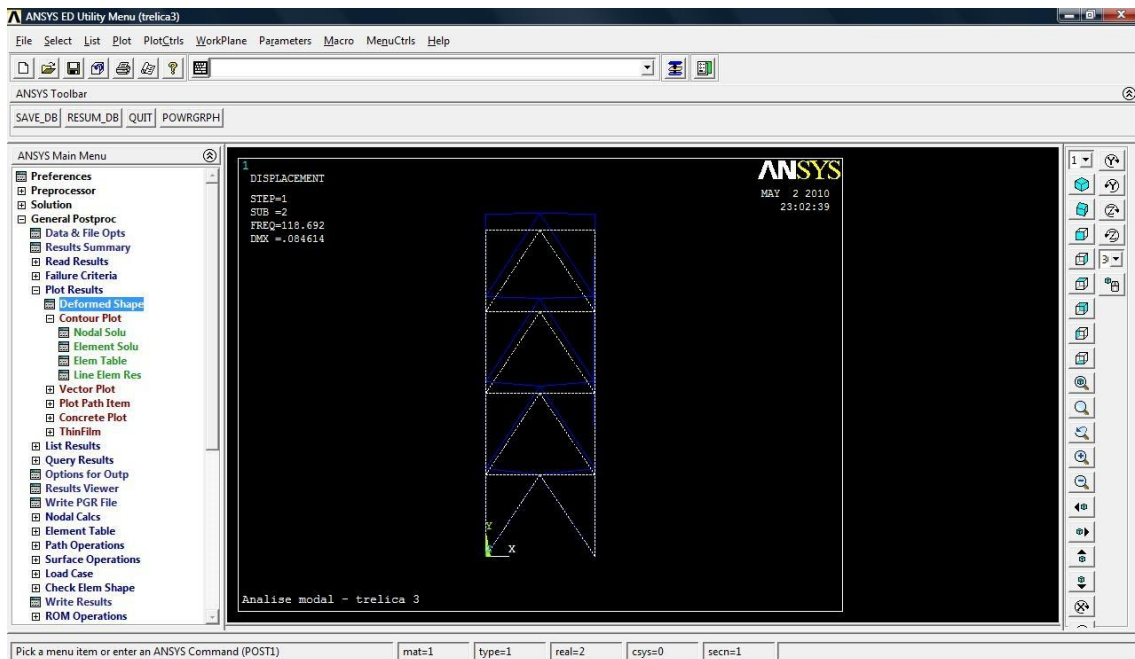 ANSYS ED Utility Menu (trelica3)
File Select List Plot PlotCtrls WorkPlane Parameters Macro MenuCtrls Help
ANSYS Toolbar
SAVE_DB RESUM_DB QUIT POWRGRPH
ANSYS Main Menu
Preferences
Preprocessor
Solution
General Postproc
Data & File Opts
Results Summary
Read Results
Failure Criteria
Plot Results
Deformed Shape
Contour Plot
Nodal Solu
Element Solu
Elem Table
Line Elem Res
Vector Plot
Plot Path Item
Concrete Plot
ThinFilm
List Results
Query Results
Options for Outp
Results Viewer
Write PGR File
Nodal Calcs
Element Table
Path Operations
Surface Operations
Load Case
Check Elem Shape
Write Results
ROM Operations
1
DISPLACEMENT
STEP=1
SUB =2
FREQ=118.692
DMX =.084614
ANSYS
MAY 2 2010
23:02:39
Y
X
Analise modal - trelica 3
1
3
Pick a menu item or enter an ANSYS Command (POST1) mat=1 type=1 real=2 csys=0 secn=1